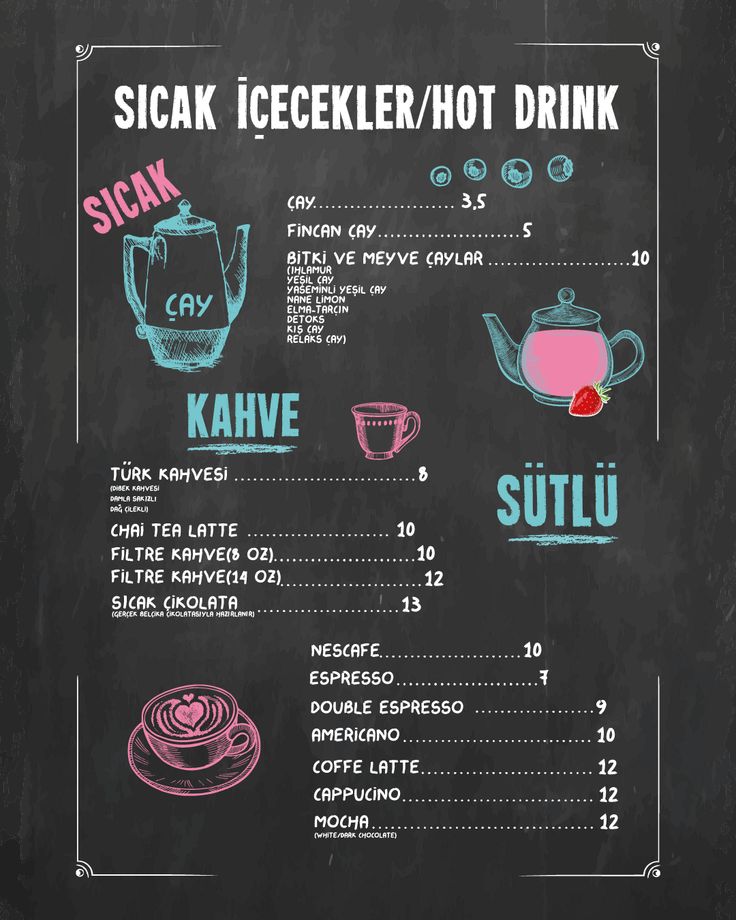 SICAK İÇECEKLER/HOT DRINK
SICAK
ÇAY
ÇAY...................... 3,5
FİNCAN ÇAY......................5
BİTKİ VE MEYVE ÇAYLAR ......................10
(IHLAMUR
YEŞİL ÇAY
YASEMİNLİ YEŞİL ÇAY
NANE LİMON
ELMA-TARÇIN
DETOKS
KIŞ ÇAY
RELAKS ÇAY)
KAHVE
TÜRK KAHVESİ ............................8
(DİBEK KAHVESİ
DAMLA SAKIZLI
DAĞ ÇİLEKLİ)
SÜTLÜ
CHAI TEA LATTE ...................... 10
FİLTRE KAHVE(8 OZ)......................10
FİLTRE KAHVE(14 OZ)......................12
SICAK ÇİKOLATA ...................... 13
(GERÇEK BELÇİKA ÇİKOLATASIYLA HAZIRLANIR)
NESCAFE......................10
ESPRESSO......................7
DOUBLE ESPRESSO ..................9
AMERİCANO.............................. 10
COFFE LATTE........................... 12
CAPPUCİNO.............................. 12
MOCHA................................... 12
(WHITE/DARK CHOCOLATE)